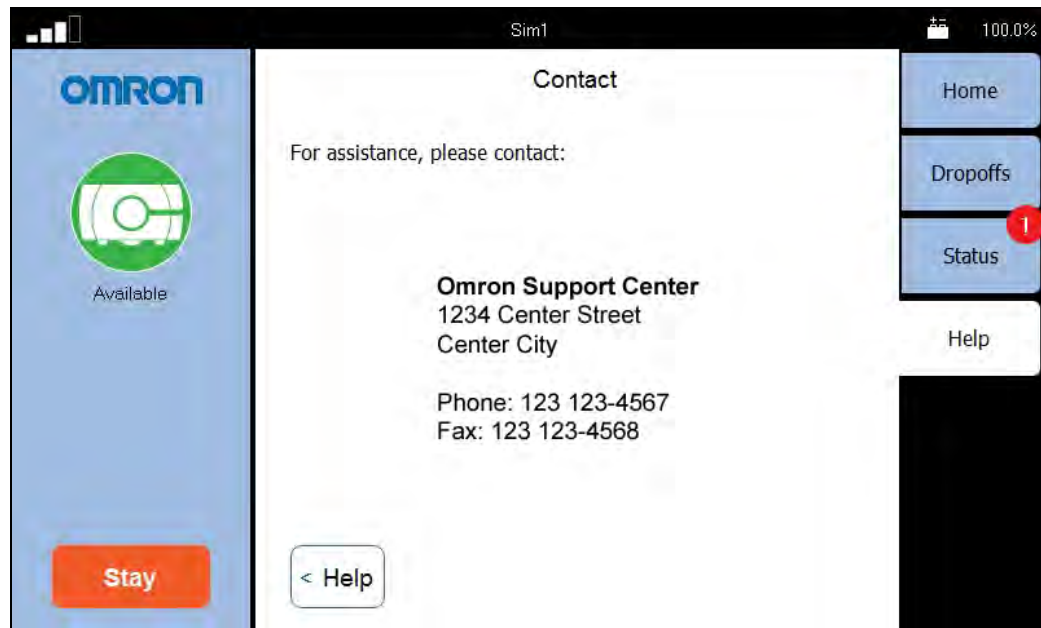 Sim1
100.0%
OMRON
Available
Stay
Contact
For assistance, please contact:
Omron Support Center
1234 Center Street
Center City
Phone: 123 123-4567
Fax: 123 123-4568
< Help
Home
Dropoffs
1
Status
Help